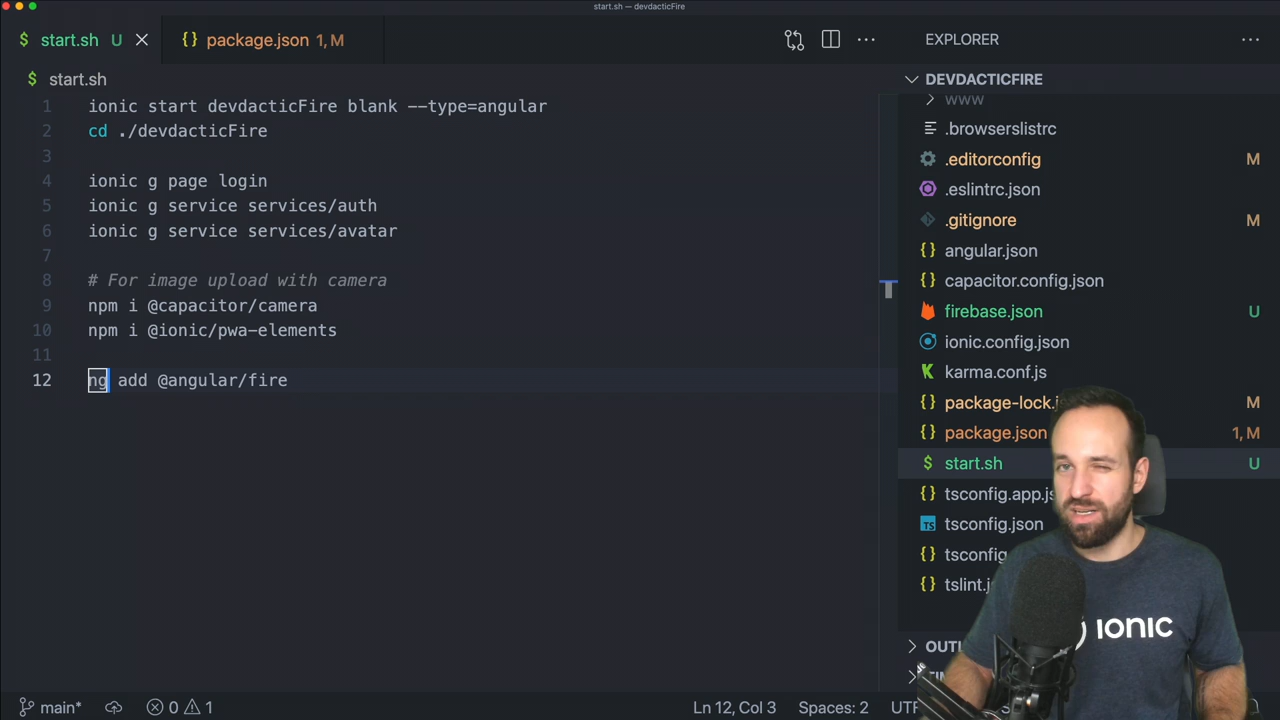 start.sh — devdacticFire
$ start.sh U
{} package.json 1, M
EXPLORER
$ start.sh
DEVDACTICFIRE
1 ionic start devdacticFire blank --type=angular
2 cd ./devdacticFire
3
4 ionic g page login
5 ionic g service services/auth
6 ionic g service services/avatar
7
8 # For image upload with camera
9 npm i @capacitor/camera
10 npm i @ionic/pwa-elements
11
12 ng add @angular/fire
www
.browserslistrc
.editorconfig M
.eslintrc.json
.gitignore M
{} angular.json
{} capacitor.config.json
firebase.json U
ionic.config.json
karma.conf.js
{} package-lock.js M
{} package.json 1, M
$ start.sh U
{} tsconfig.app.js
TS tsconfig.json
{} tsconfig.
{} tslint.j
OUTL
IONIC
main*
0 1
Ln 12, Col 3
Spaces: 2
UTF